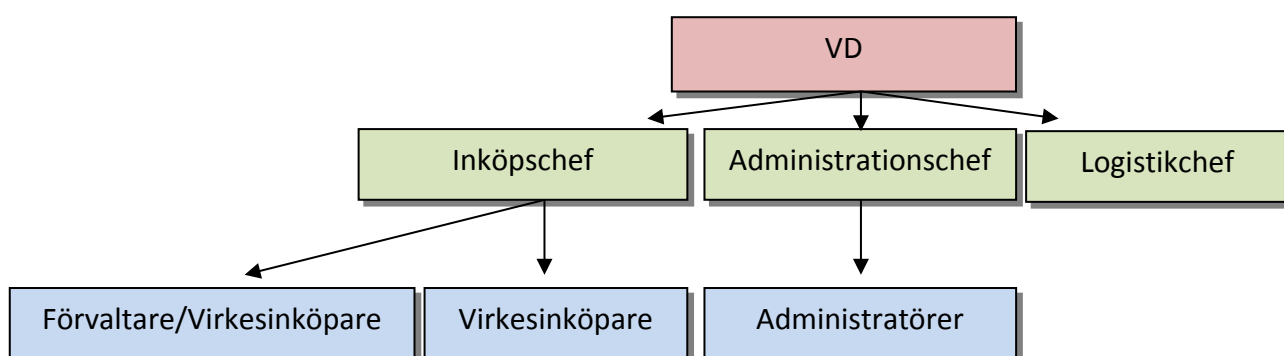 VD
Inköpschef
Administrationschef
Logistikchef
Förvaltare/Virkesinköpare
Virkesinköpare
Administratörer